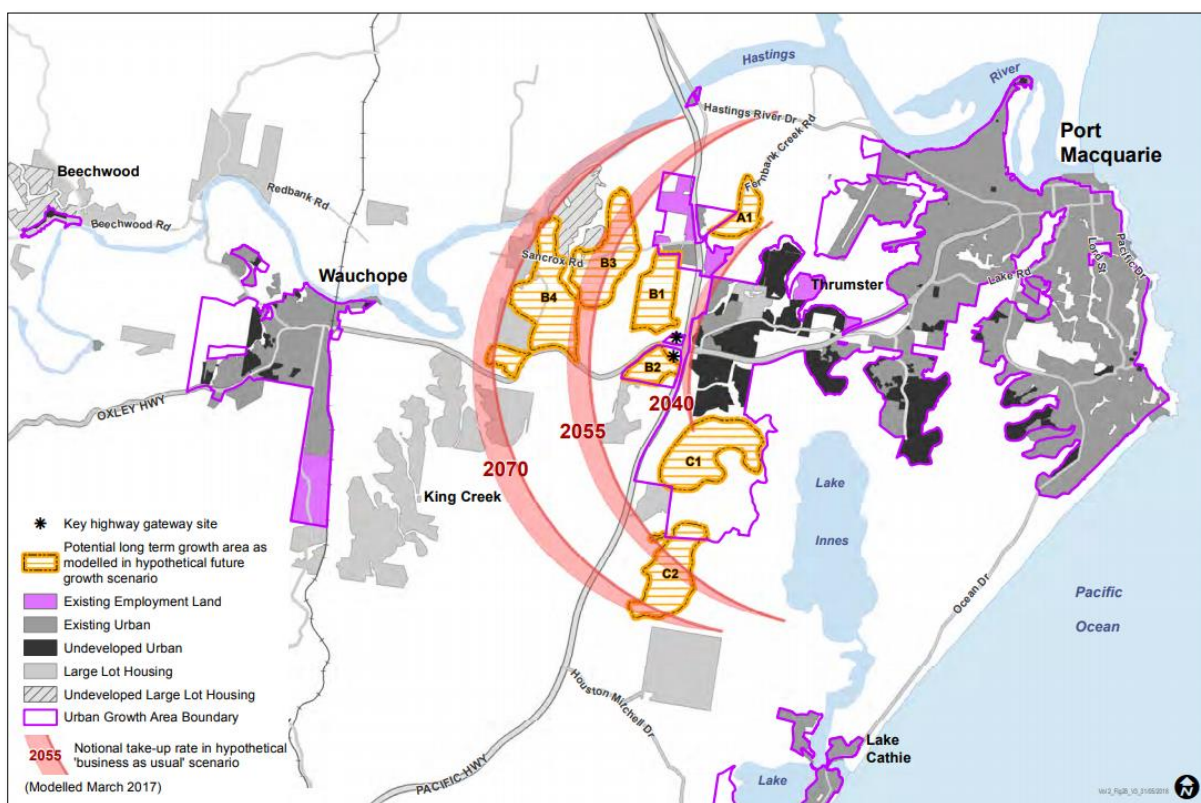 Hastings
River
Hastings River Dr
Fernbank Creek Rd
Port
Macquarie
Beechwood
Redbank Rd
Beechwood Rd
A1
Pacific Dr
Lord St
Sancrox Rd
B3
Wauchope
Lake Rd
Thrumster
B4
B1
B2
OXLEY HWY
2040
2055
2070
C1
King Creek
Lake
Innes
C2
Ocean Dr
Pacific
Ocean
Houston Mitchell Dr
PACIFIC HWY
Lake
Cathie
Lake
Key highway gateway site
Potential long term growth area as
modelled in hypothetical future
growth scenario
Existing Employment Land
Existing Urban
Undeveloped Urban
Large Lot Housing
Undeveloped Large Lot Housing
Urban Growth Area Boundary
2055 Notional take-up rate in hypothetical
'business as usual' scenario
(Modelled March 2017)
N